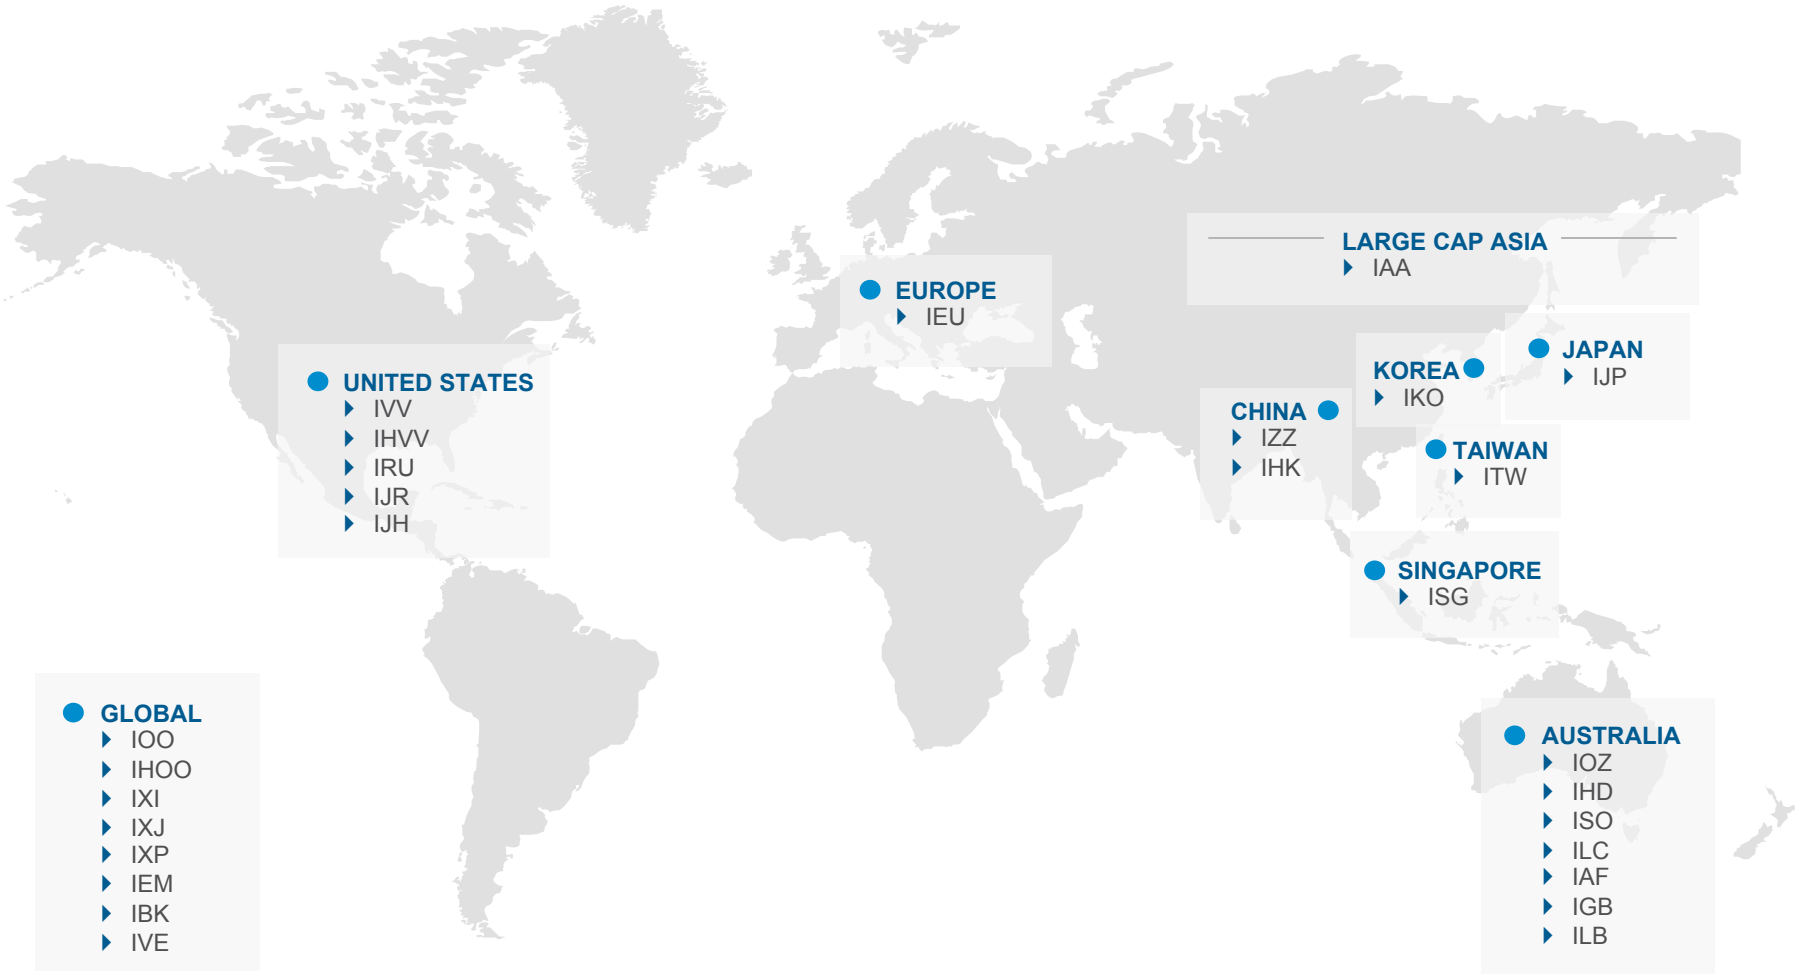 LARGE CAP ASIA
IAA
EUROPE
IEU
UNITED STATES
IVV
IHVV
IRU
IJR
IJH
JAPAN
IJP
KOREA
IKO
CHINA
IZZ
IHK
TAIWAN
ITW
SINGAPORE
ISG
GLOBAL
IOO
IHOO
IXI
IXJ
IXP
IEM
IBK
IVE
AUSTRALIA
IOZ
IHD
ISO
ILC
IAF
IGB
ILB